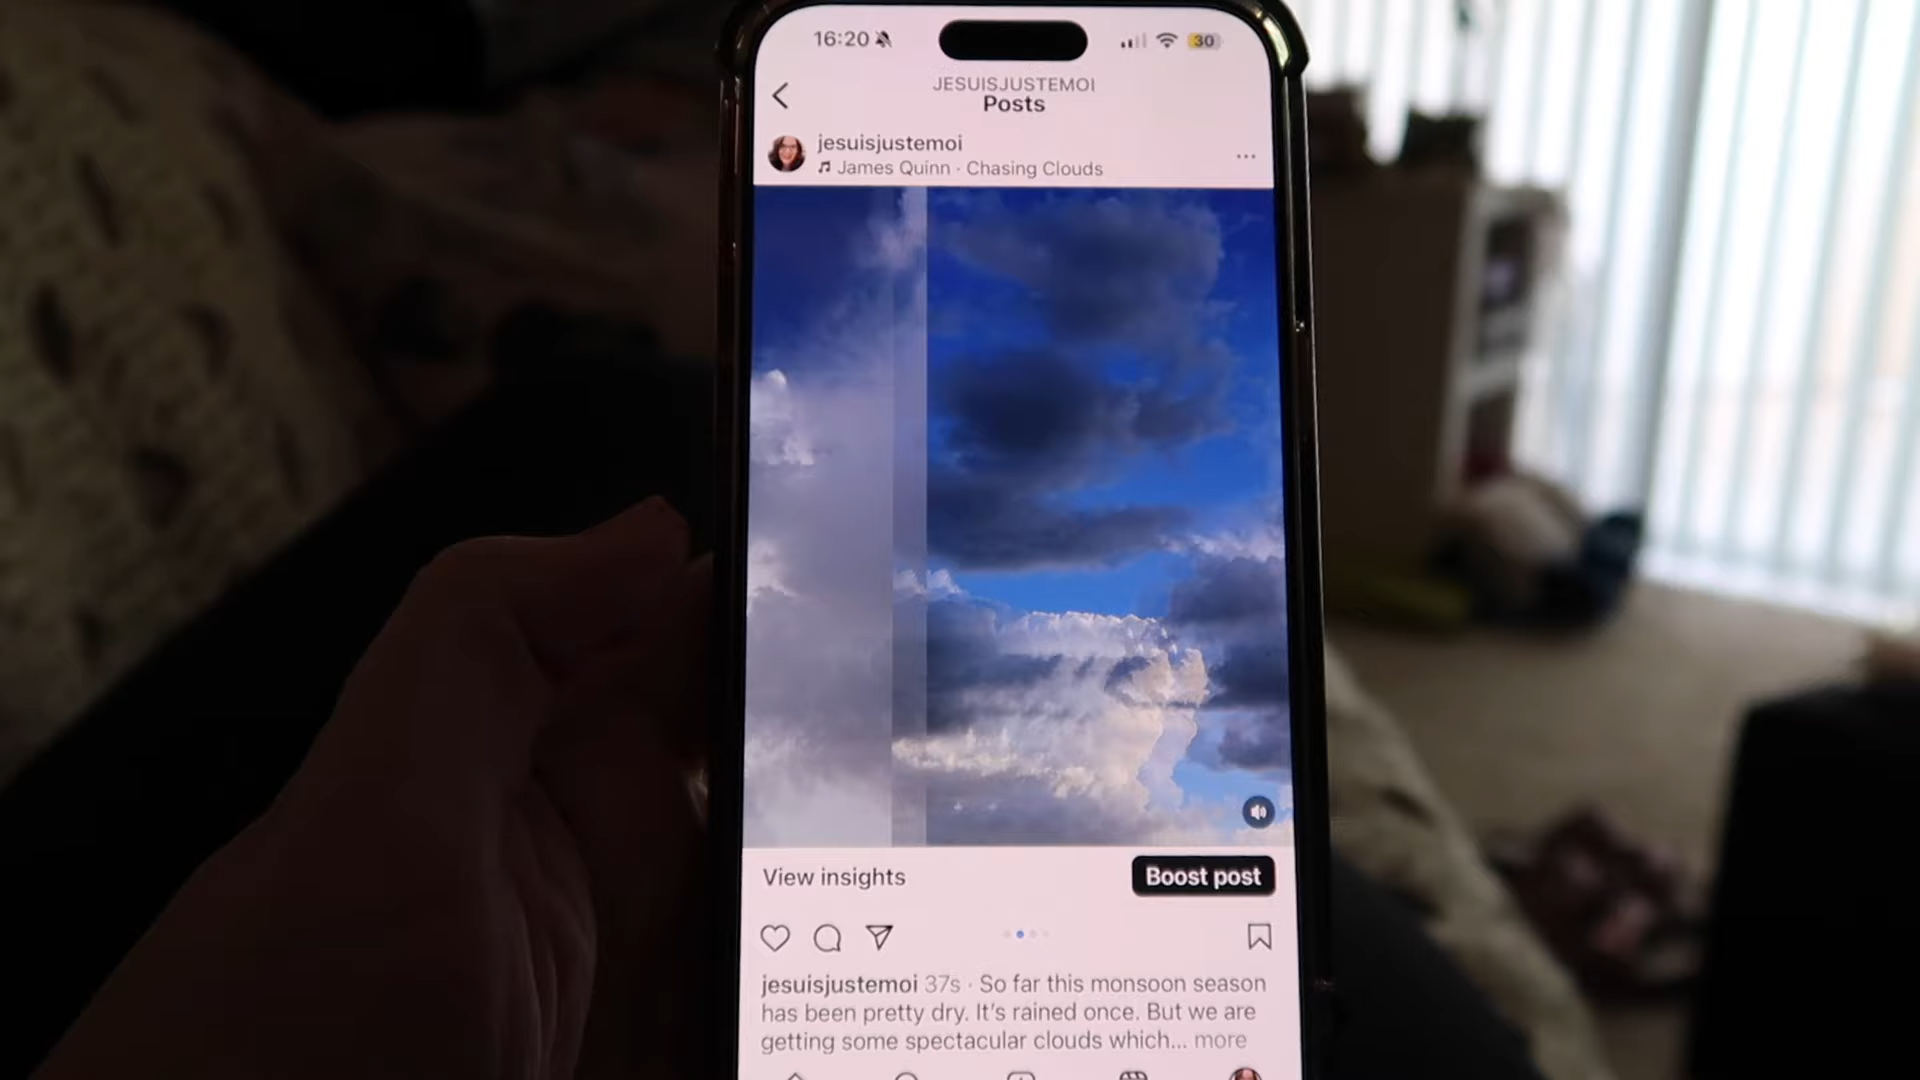 16:20
30
JESUISJUSTEMOI
Posts
jesuisjustemoi
James Quinn · Chasing Clouds
View insights
Boost post
jesuisjustemoi 37s · So far this monsoon season
has been pretty dry. It's rained once. But we are
getting some spectacular clouds which... more